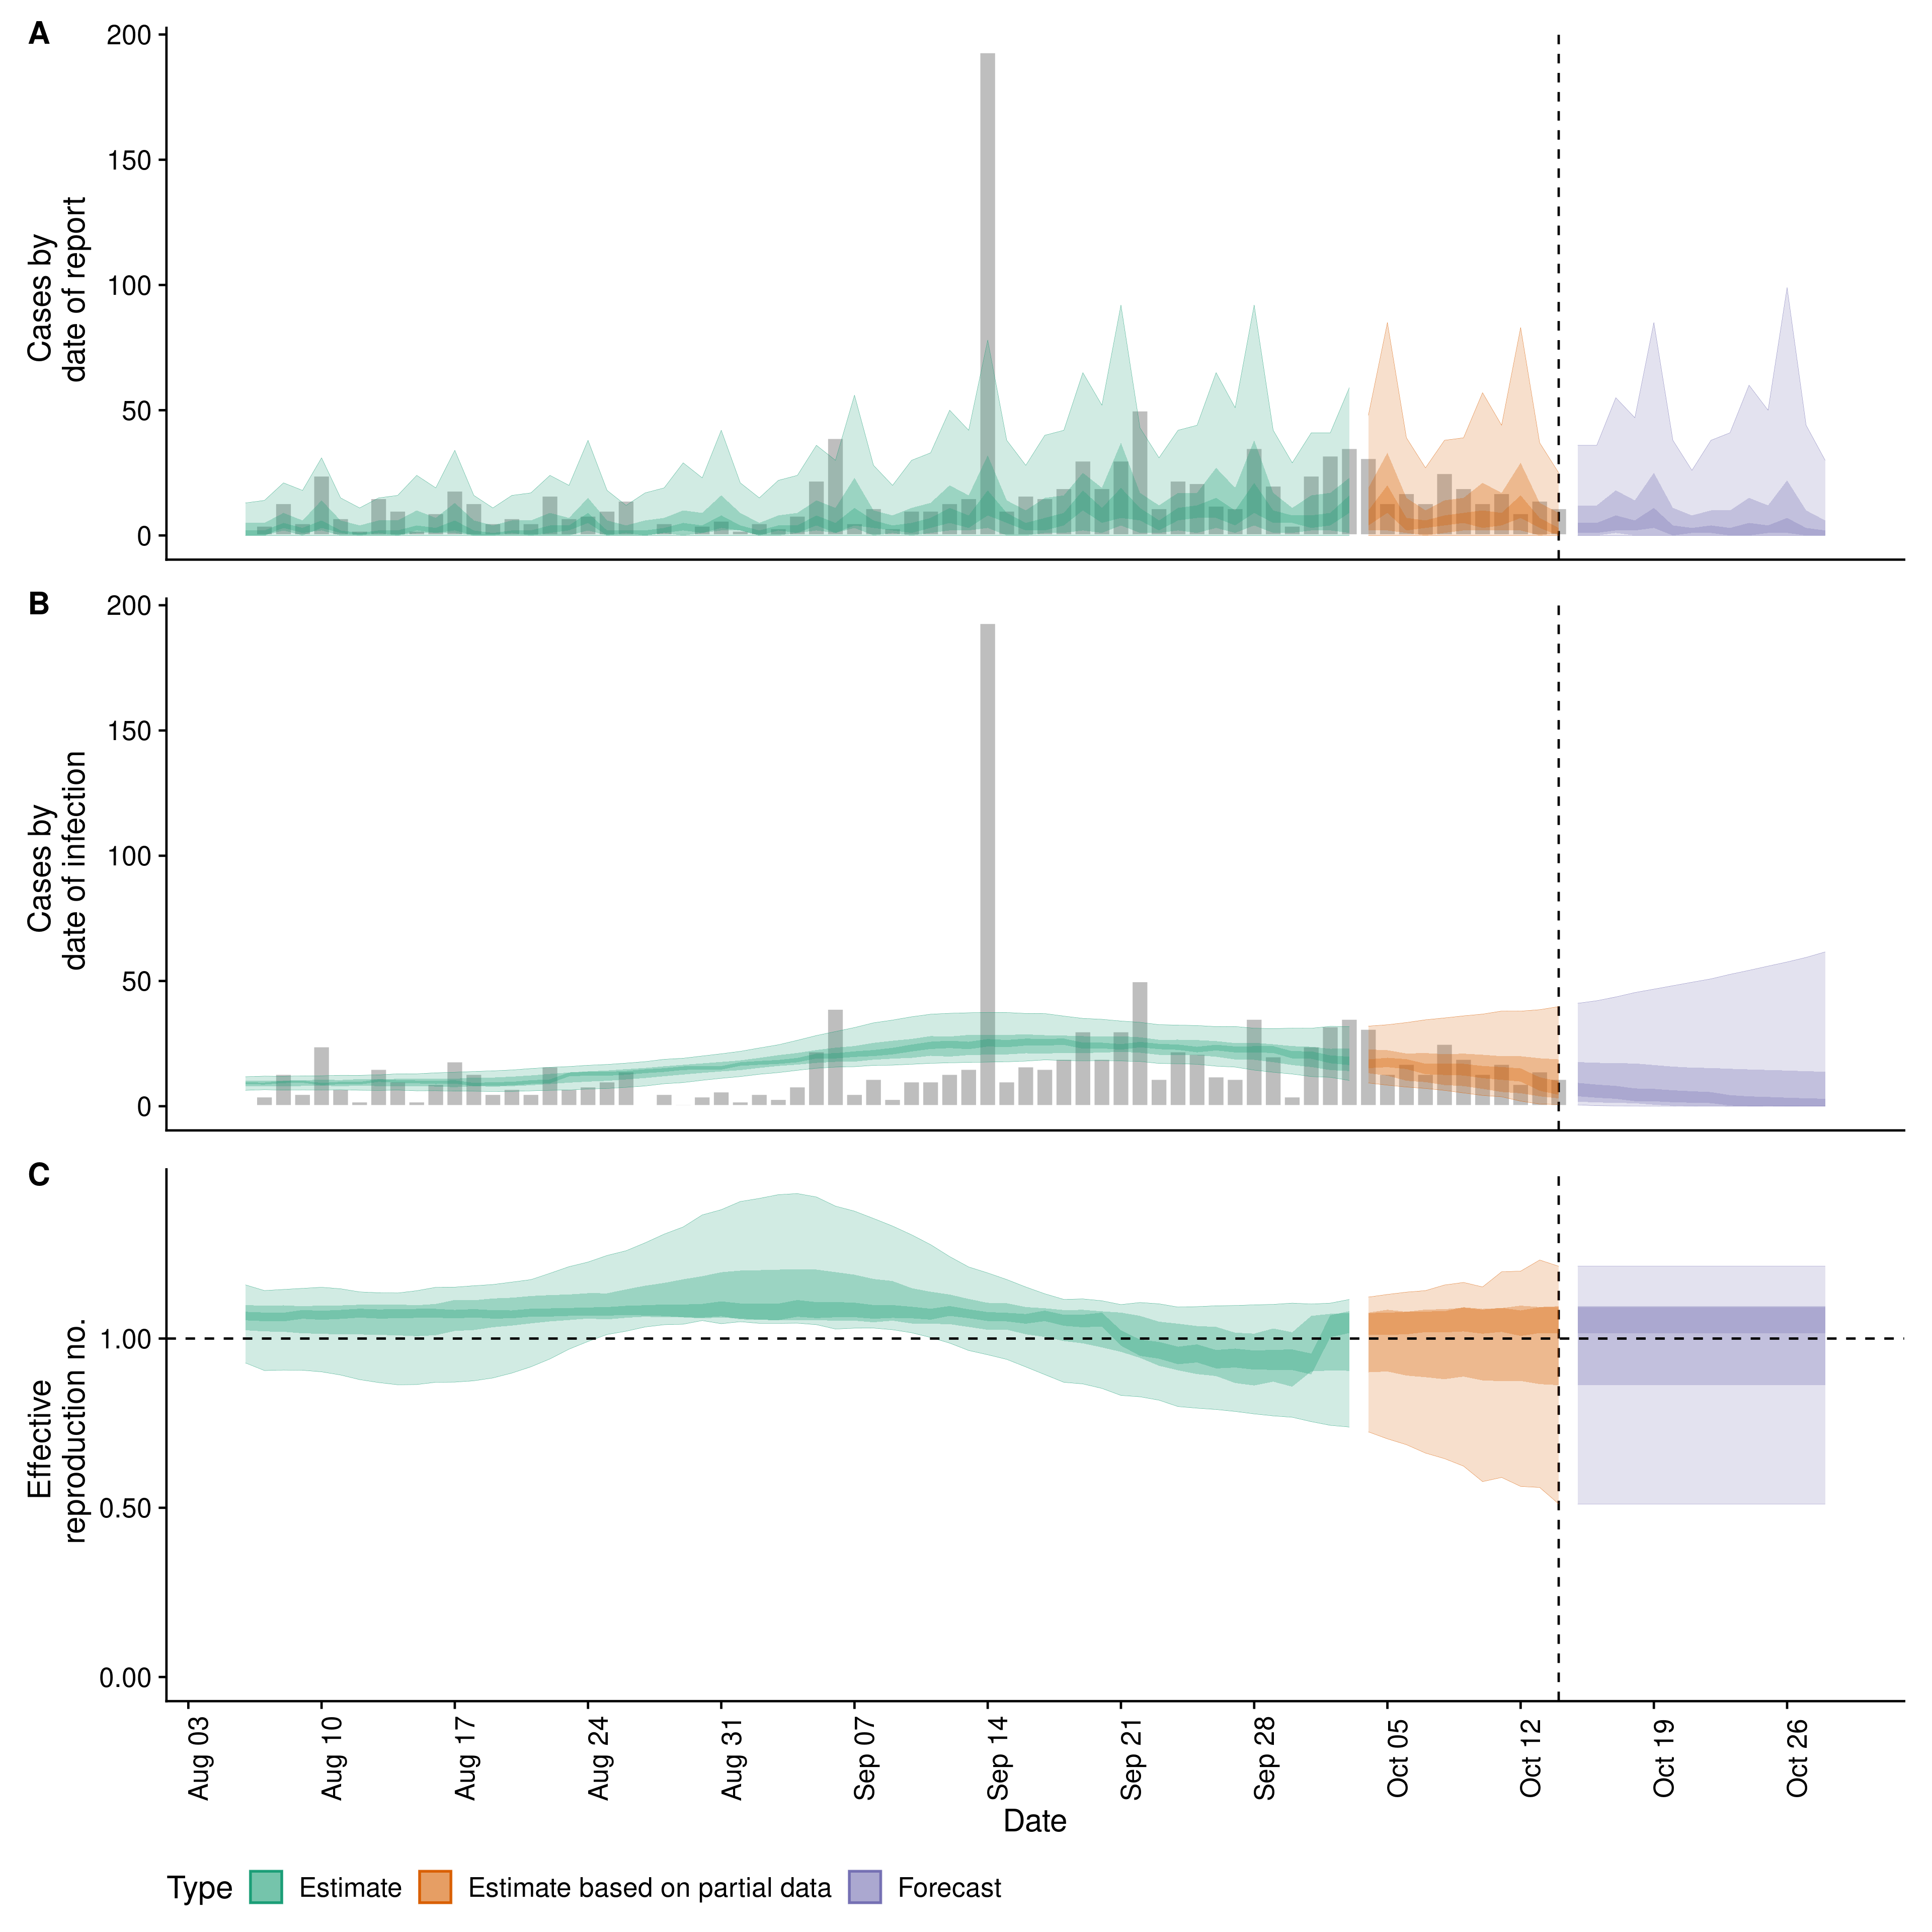 A
200
150
100
50
0
Cases by
date of report
B
200
150
100
50
0
Cases by
date of infection
C
1.00
0.50
0.00
Effective
reproduction no.
Aug 03
Aug 10
Aug 17
Aug 24
Aug 31
Sep 07
Sep 14
Sep 21
Sep 28
Oct 05
Oct 12
Oct 19
Oct 26
Date
Type Estimate Estimate based on partial data Forecast